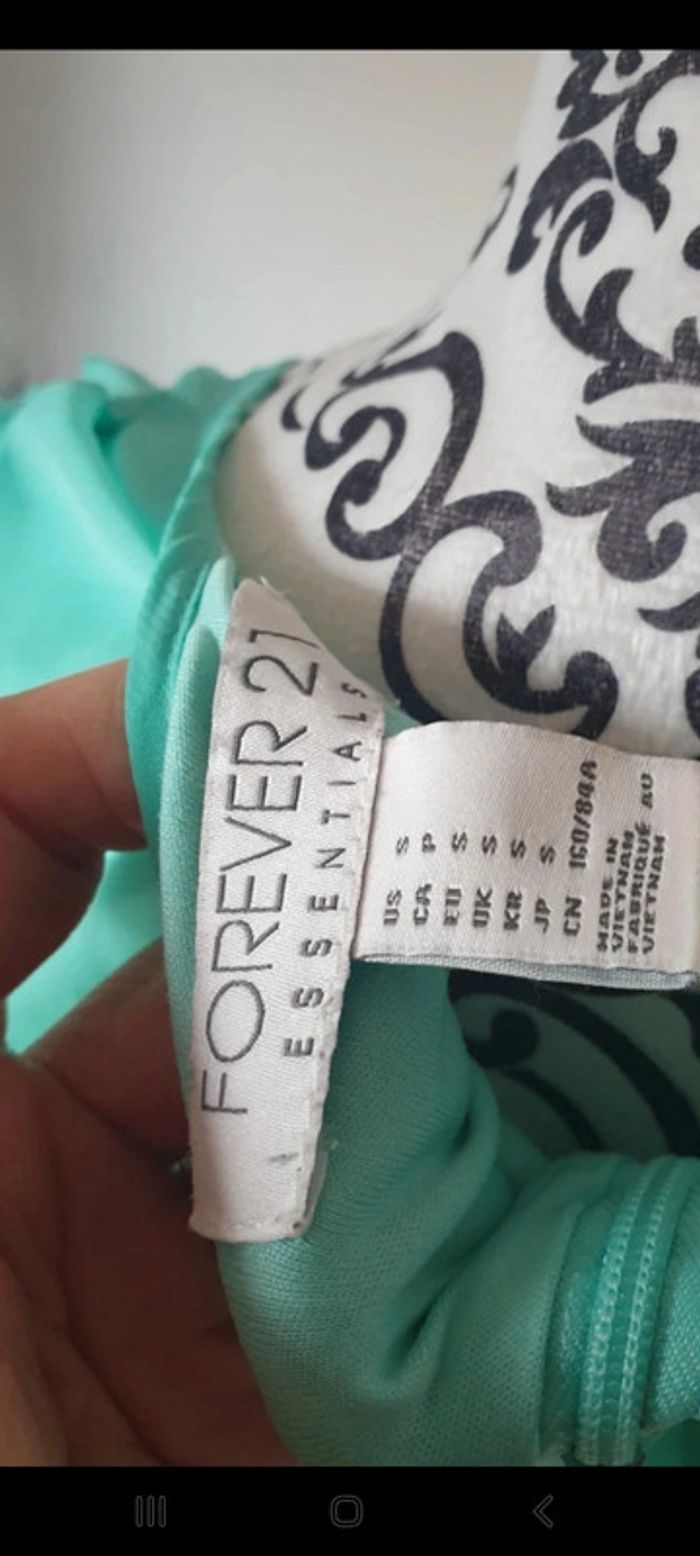 FOREVER 21
ESSENTIALS
US S
CA P
EU S
UK S
KR S
JP S
CN 160/84A
MADE IN
VIETNAM
FABRIQUÉ AU
VIETNAM